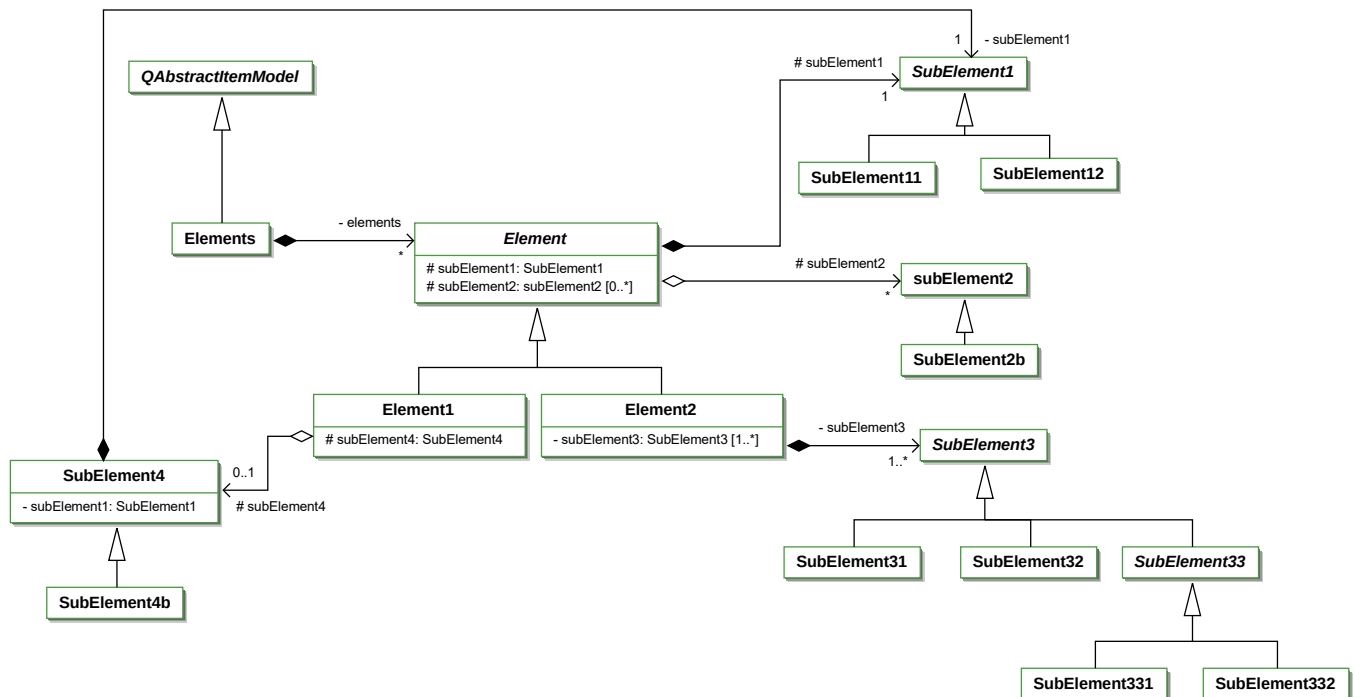 1
- subElement1
# subElement1
QAbstractItemModel
SubElement1
1
SubElement11
SubElement12
- elements
Elements
Element
*
# subElement1: SubElement1
# subElement2: subElement2 [0..*]
# subElement2
subElement2
*
SubElement2b
Element1
Element2
# subElement4: SubElement4
- subElement3: SubElement3 [1..*]
- subElement3
SubElement3
1..*
0..1
SubElement4
- subElement1: SubElement1
# subElement4
SubElement31
SubElement32
SubElement33
SubElement4b
SubElement331
SubElement332